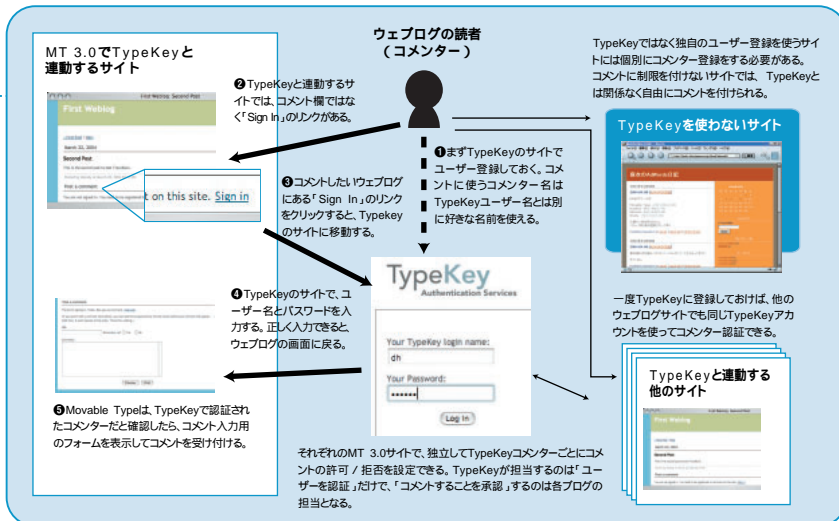 MT 3.0でTypeKeyと
連動するサイト
First Weblog: Second Post
First Weblog
March 22, 2004
Second Post
Post a comment
t on this site. Sign in
❷TypeKeyと連動するサ
イトでは、コメント欄ではな
く「Sign In」のリンクがある。
ウェブログの読者
(コメンター)
TypeKeyではなく独自のユーザー登録を使うサイ
トには個別にコメンター登録をする必要がある。
コメントに制限を付けないサイトでは、TypeKeyと
は関係なく自由にコメントを付けられる。
TypeKeyを使わないサイト
❶まずTypeKeyのサイトで
ユーザー登録しておく。コメ
ントに使うコメンター名は
TypeKeyユーザー名とは別
に好きな名前を使える。
❸コメントしたいウェブログ
にある「Sign In」のリンク
をクリックすると、Typekey
のサイトに移動する。
TypeKey
Authentication Services
Your TypeKey login name:
dh
Your Password:
••••••
Log In
❹TypeKeyのサイトで、ユ
ーザー名とパスワードを入
力する。正しく入力できると、
ウェブログの画面に戻る。
Post a comment
❺Movable Typeは、TypeKeyで認証され
たコメンターだと確認したら、コメント入力用
のフォームを表示してコメントを受け付ける。
一度TypeKeyに登録しておけば、他の
ウェブログサイトでも同じTypeKeyアカ
ウントを使ってコメンター認証できる。
TypeKeyと連動する
他のサイト
First Weblog: Second Post
First Weblog
March 22, 2004
Second Post
それぞれのMT 3.0サイトで、独立してTypeKeyコメンターごとにコメ
ントの許可/拒否を設定できる。TypeKeyが担当するのは「ユー
ザーを認証」だけで、「コメントすることを承認」するのは各ブログの
担当となる。